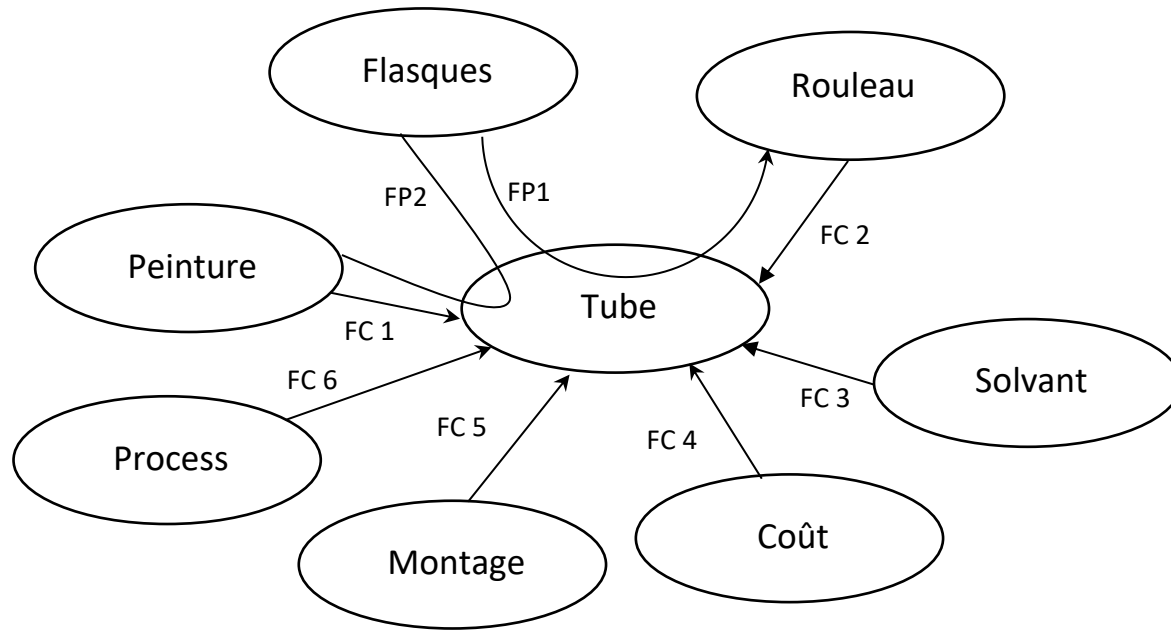 Flasques
Rouleau
FP2
FP1
FC 2
Peinture
Tube
FC 1
FC 6
FC 3
Solvant
FC 5
FC 4
Process
Montage
Coût